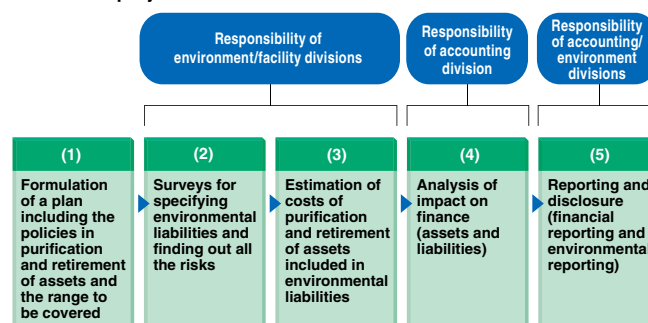 Responsibility of
environment/facility divisions
Responsibility
of accounting
division
Responsibility
of accounting/
environment
divisions
(1)
Formulation
of a plan
including the
policies in
purification
and retirement
of assets and
the range to
be covered
(2)
Surveys for
specifying
environmental
liabilities and
finding out all
the risks
(3)
Estimation of
costs of
purification
and retirement
of assets
included in
environmental
liabilities
(4)
Analysis of
impact on
finance
(assets and
liabilities)
(5)
Reporting and
disclosure
(financial
reporting and
environmental
reporting)